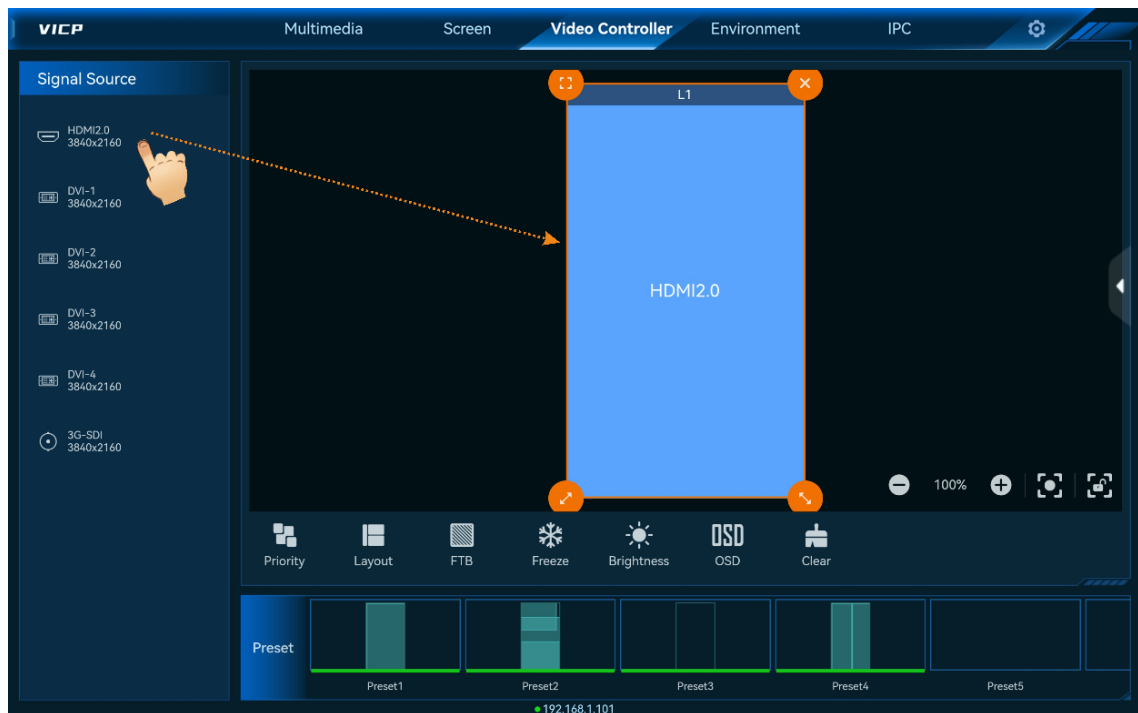 VICP
Multimedia
Screen
Video Controller
Environment
IPC
Signal Source
HDMI2.0
3840x2160
DVI-1
3840x2160
DVI-2
3840x2160
DVI-3
3840x2160
DVI-4
3840x2160
3G-SDI
3840x2160
L1
HDMI2.0
100%
Priority
Layout
FTB
Freeze
Brightness
OSD
OSD
Clear
Preset
Preset1
Preset2
Preset3
Preset4
Preset5
192.168.1.101